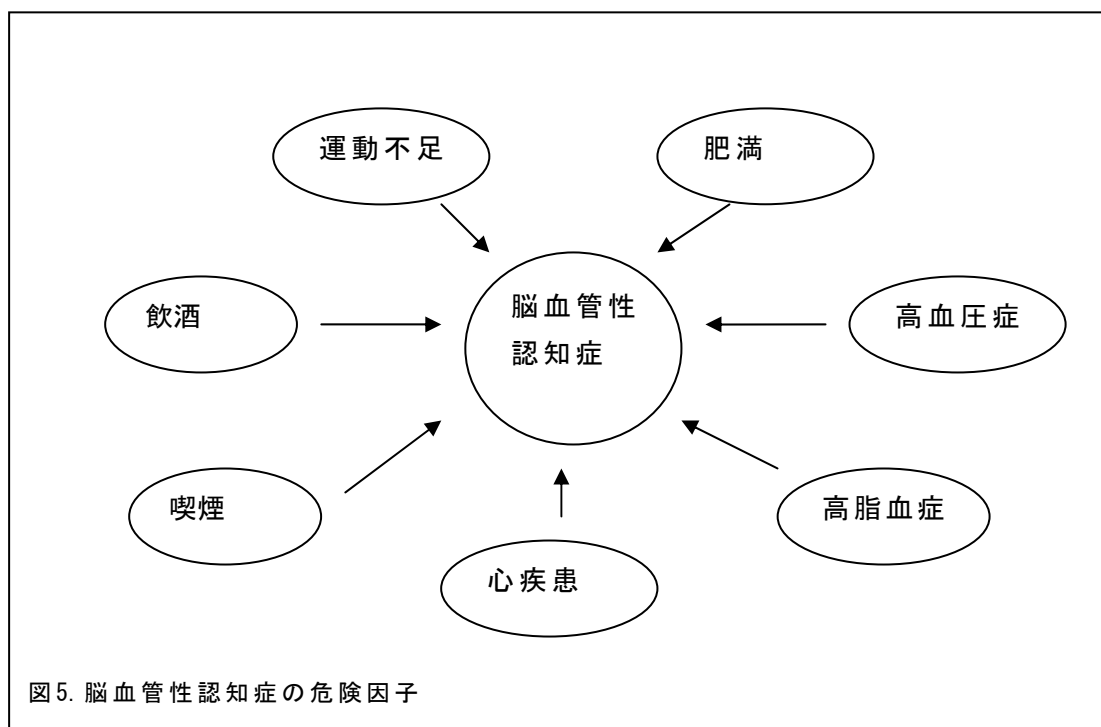 運動不足
肥満
飲酒
脳血管性
認知症
高血圧症
喫煙
高脂血症
心疾患
図5. 脳血管性認知症の危険因子